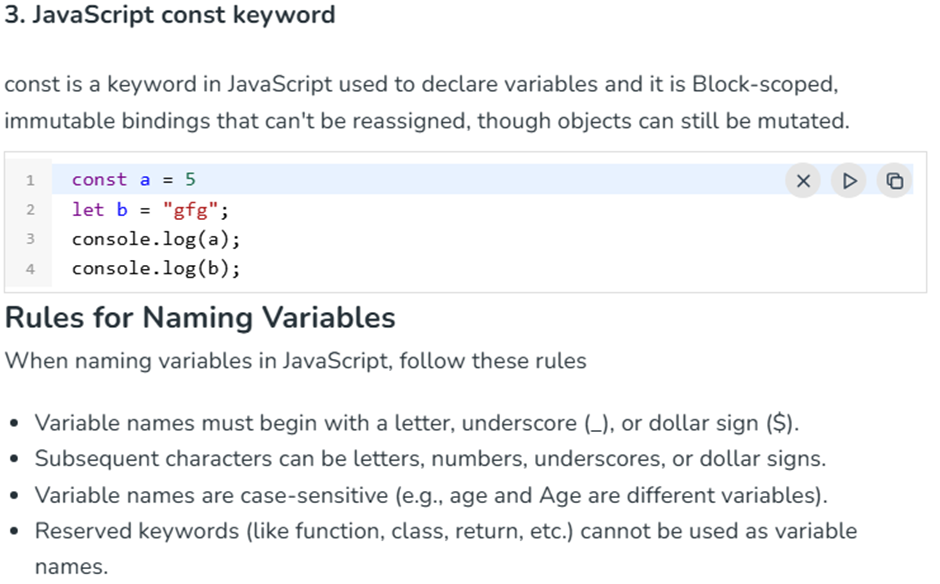 3. JavaScript const keyword
const is a keyword in JavaScript used to declare variables and it is Block-scoped,
immutable bindings that can't be reassigned, though objects can still be mutated.
1 const a = 5
2 let b = "gfg";
3 console.log(a);
4 console.log(b);
Rules for Naming Variables
When naming variables in JavaScript, follow these rules
• Variable names must begin with a letter, underscore (_), or dollar sign ($).
• Subsequent characters can be letters, numbers, underscores, or dollar signs.
• Variable names are case-sensitive (e.g., age and Age are different variables).
• Reserved keywords (like function, class, return, etc.) cannot be used as variable
names.